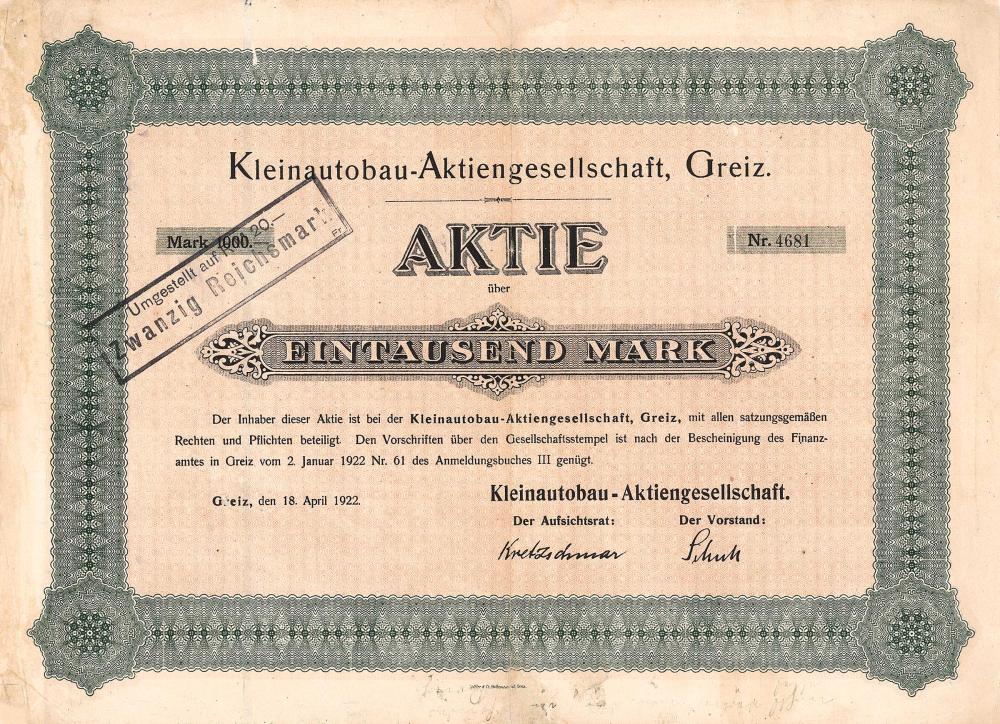 Kleinautobau-Aktiengesellschaft, Greiz.
Mark 1000.—
Umgestellt auf RM. 20.—
Zwanzig Reichsmark
Fr
AKTIE
Nr. 4681
über
EINTAUSEND MARK
Der Inhaber dieser Aktie ist bei der Kleinautobau-Aktiengesellschaft, Greiz, mit allen satzungsgemäßen
Rechten und Pflichten beteiligt. Den Vorschriften über den Gesellschaftsstempel ist nach der Bescheinigung des Finanz-
amtes in Greiz vom 2. Januar 1922 Nr. 61 des Anmeldungsbuches III genügt.
Greiz, den 18. April 1922.
Kleinautobau-Aktiengesellschaft.
Der Aufsichtsrat: Der Vorstand:
Kretzschmar